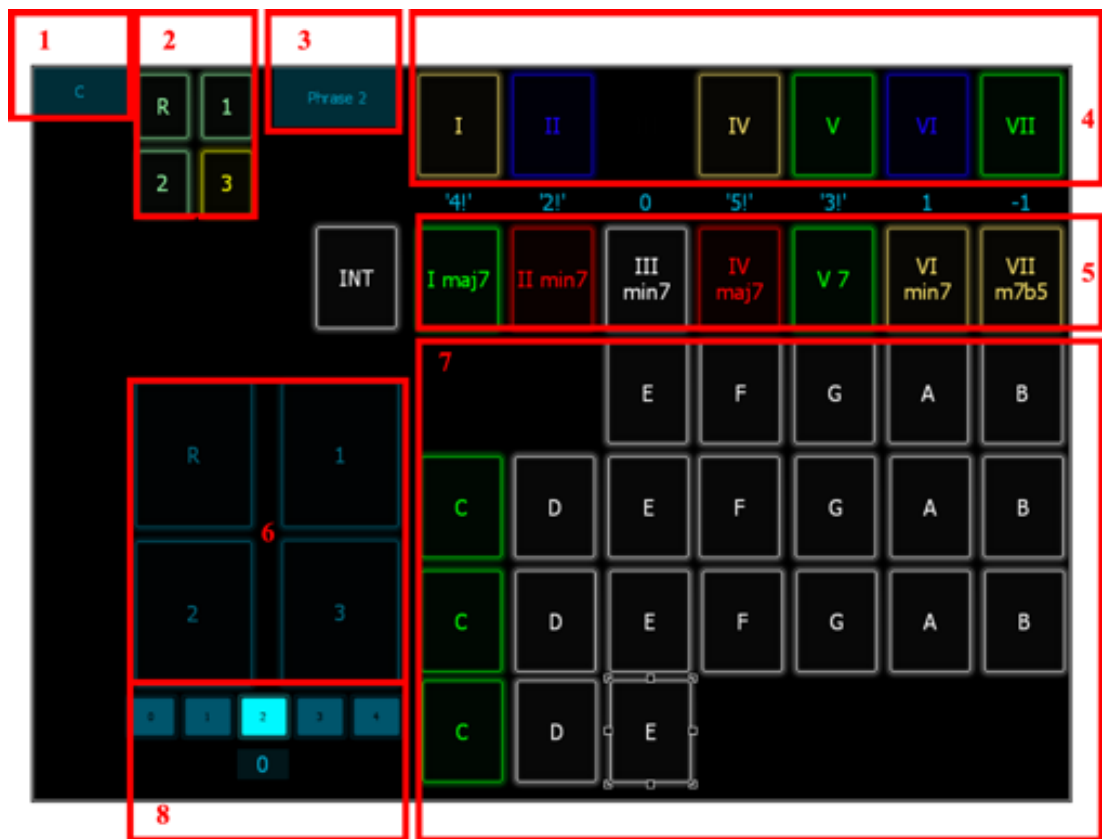 1 2 3
C R 1 Phrase 2 I II IV V VI VII 4
2 3
'4!' '2!' 0 '5!' '3!' 1 -1
INT I maj7 II min7 III min7 IV maj7 V 7 VI min7 VII m7b5 5
7
E F G A B
R 1
6
C D E F G A B
2 3
C D E F G A B
0 1 2 3 4
C D E
0
8